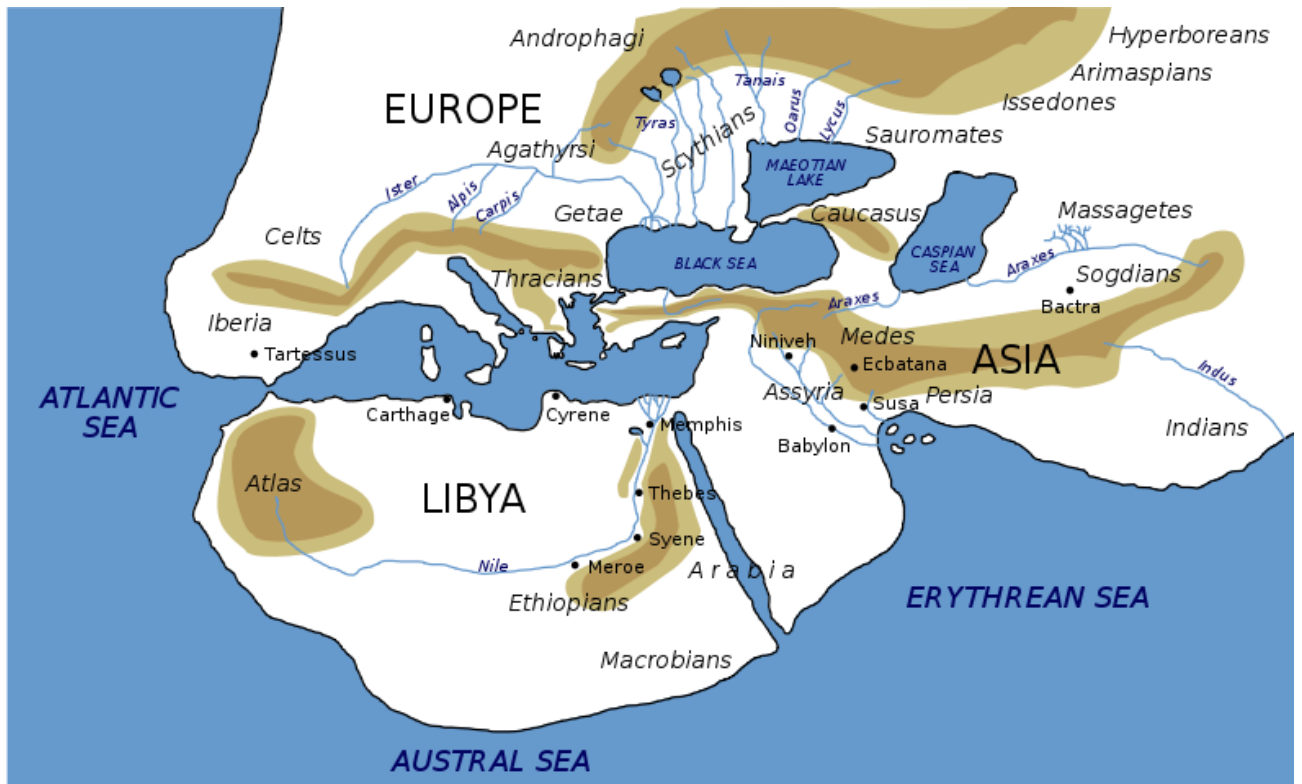 Androphagi
Hyperboreans
Arimaspians
Issedones
Tanais
Oarus
Lycus
EUROPE
Tyras
Scythians
Sauromates
Agathyrsi
MAEOTIAN
LAKE
Ister
Alpis
Carpis
Getae
Caucasus
Massagetes
Celts
BLACK SEA
CASPIAN
SEA
Araxes
Sogdians
Thracians
Araxes
Bactra
Iberia
Niniveh
Medes
Tartessus
Ecbatana
ASIA
Indus
ATLANTIC
SEA
Assyria
Persia
Carthage
Cyrene
Susa
Memphis
Babylon
Indians
Atlas
LIBYA
Thebes
Syene
Nile
Meroe
Arabia
Ethiopians
ERYTHREAN SEA
Macrobians
AUSTRAL SEA